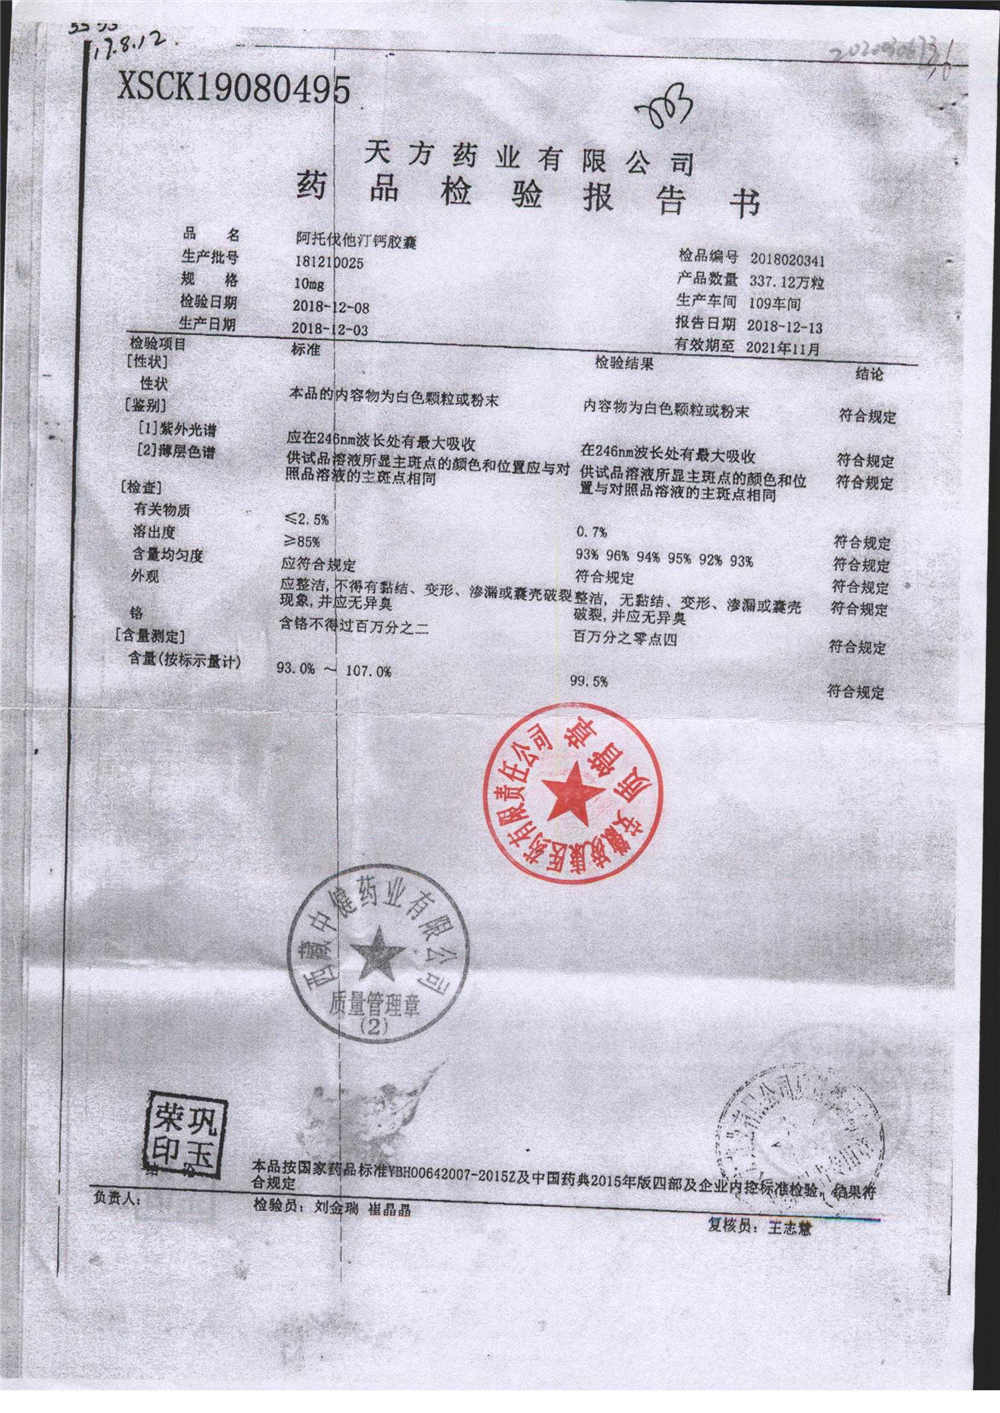 17.8.12
XSCK19080495
天方药业有限公司
药品检验报告书
品 名 阿托伐他汀钙胶囊
生产批号 181210025 检品编号 2018020341
规 格 10mg 产品数量 337.12万粒
检验日期 2018-12-08 生产车间 109车间
生产日期 2018-12-03 报告日期 2018-12-13
有效期至 2021年11月
检验项目 标准 检验结果 结论
[性状]
性状 本品的内容物为白色颗粒或粉末 内容物为白色颗粒或粉末 符合规定
[鉴别]
[1]紫外光谱 应在246nm波长处有最大吸收 在246nm波长处有最大吸收 符合规定
[2]薄层色谱 供试品溶液所显主斑点的颜色和位置应与对 供试品溶液所显主斑点的颜色和位 符合规定
照品溶液的主斑点相同 置与对照品溶液的主斑点相同
[检查]
有关物质 ≤2.5% 0.7% 符合规定
溶出度 ≥85% 93% 96% 94% 95% 92% 93% 符合规定
含量均匀度 应符合规定 符合规定 符合规定
外观 应整洁,不得有黏结、变形、渗漏或囊壳破裂 整洁, 无黏结、变形、渗漏或囊壳 符合规定
现象,并应无异臭 破裂,并应无异臭
铬 含铬不得过百万分之二 百万分之零点四 符合规定
[含量测定]
含量(按标示量计) 93.0% ～ 107.0% 99.5% 符合规定
安徽凌康医药有限责任公司
质管章
西藏中健药业有限公司
质量管理章
(2)
荣巩
印玉
本品按国家药品标准YBH00642007-2015Z及中国药典2015年版四部及企业内控标准检验，结果符
合规定
负责人： 检验员：刘金瑞 崔晶晶 复核员：王志慧